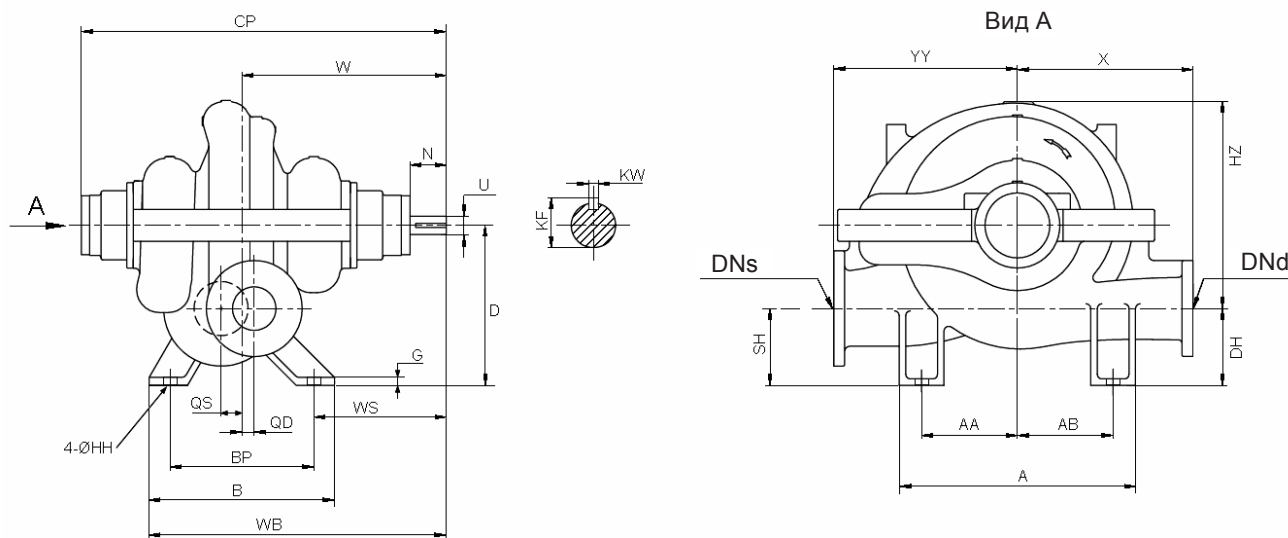 CP
W
N
U
A
D
G
QS
QD
WS
4-ØHH
BP
B
WB
KW
KF
Вид А
YY
X
HZ
DNs
DNd
SH
DH
AA
AB
A